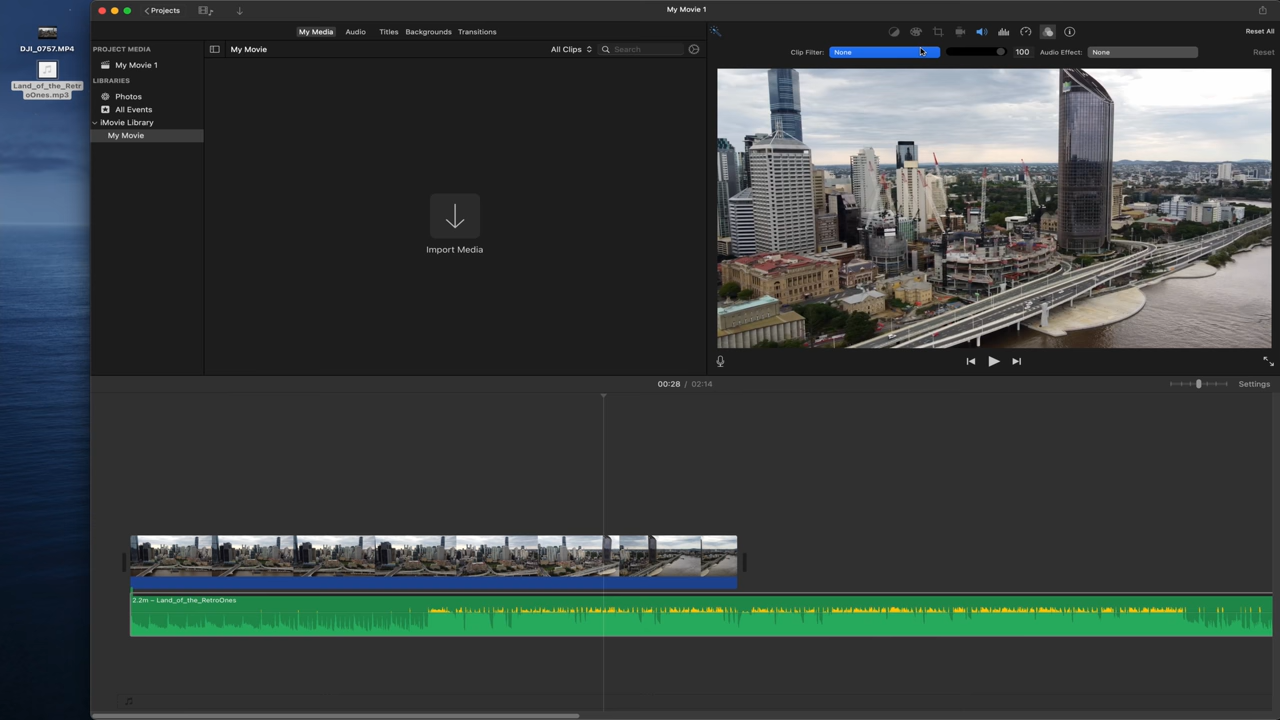 DJI_0757.MP4
Land_of_the_Retr
oOnes.mp3
Projects
My Movie 1
My Media
Audio
Titles
Backgrounds
Transitions
Reset All
PROJECT MEDIA
My Movie 1
LIBRARIES
Photos
All Events
iMovie Library
My Movie
My Movie
All Clips
Search
Clip Filter:
None
100
Audio Effect:
None
Reset
Import Media
00:28 / 02:14
Settings
2.2m – Land_of_the_RetroOnes